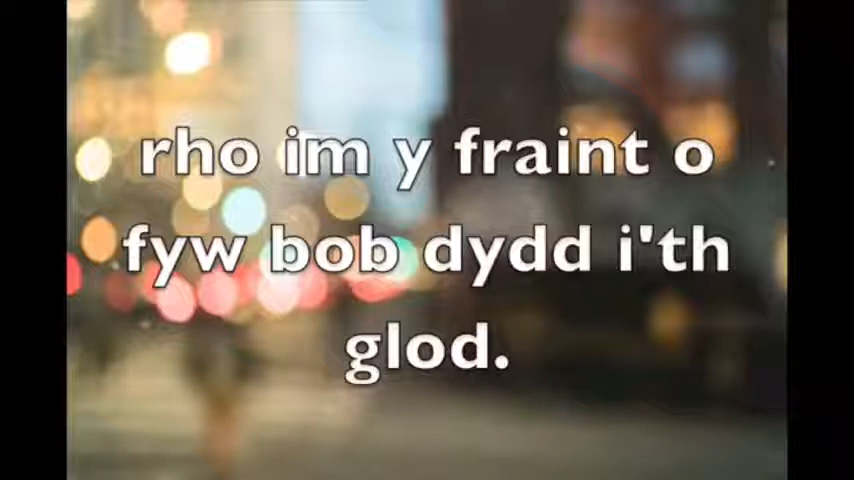 rho im y fraint o
fyw bob dydd i'th
glod.